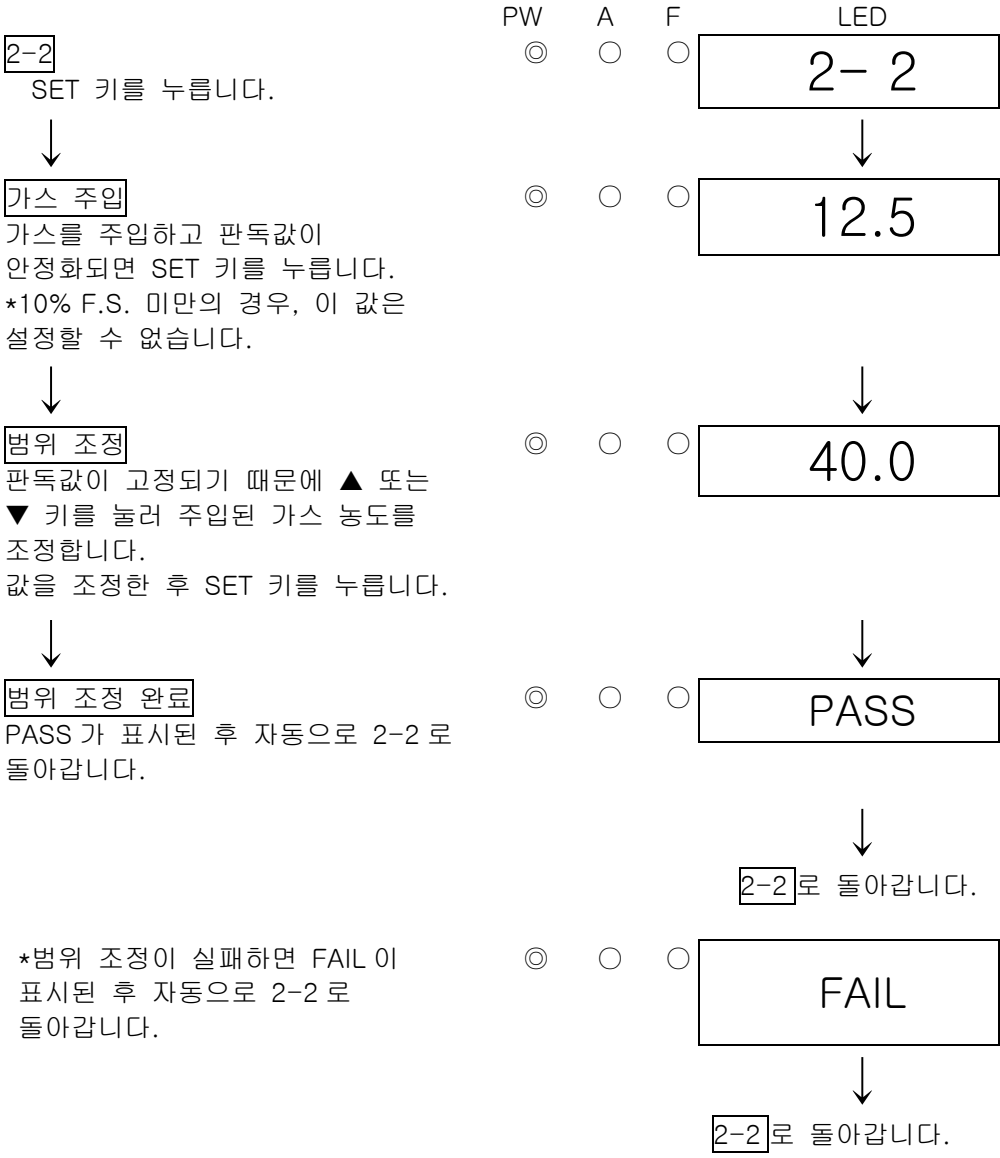 PW A F LED
2-2 ◎ ○ ○ 2- 2
SET 키를 누릅니다.
↓ ↓
가스 주입 ◎ ○ ○ 12.5
가스를 주입하고 판독값이
안정화되면 SET 키를 누릅니다.
*10% F.S. 미만의 경우, 이 값은
설정할 수 없습니다.
↓ ↓
범위 조정 ◎ ○ ○ 40.0
판독값이 고정되기 때문에 ▲ 또는
▼ 키를 눌러 주입된 가스 농도를
조정합니다.
값을 조정한 후 SET 키를 누릅니다.
↓ ↓
범위 조정 완료 ◎ ○ ○ PASS
PASS 가 표시된 후 자동으로 2-2 로
돌아갑니다.
↓
2-2 로 돌아갑니다.
*범위 조정이 실패하면 FAIL 이 ◎ ○ ○ FAIL
표시된 후 자동으로 2-2 로
돌아갑니다.
↓
2-2 로 돌아갑니다.